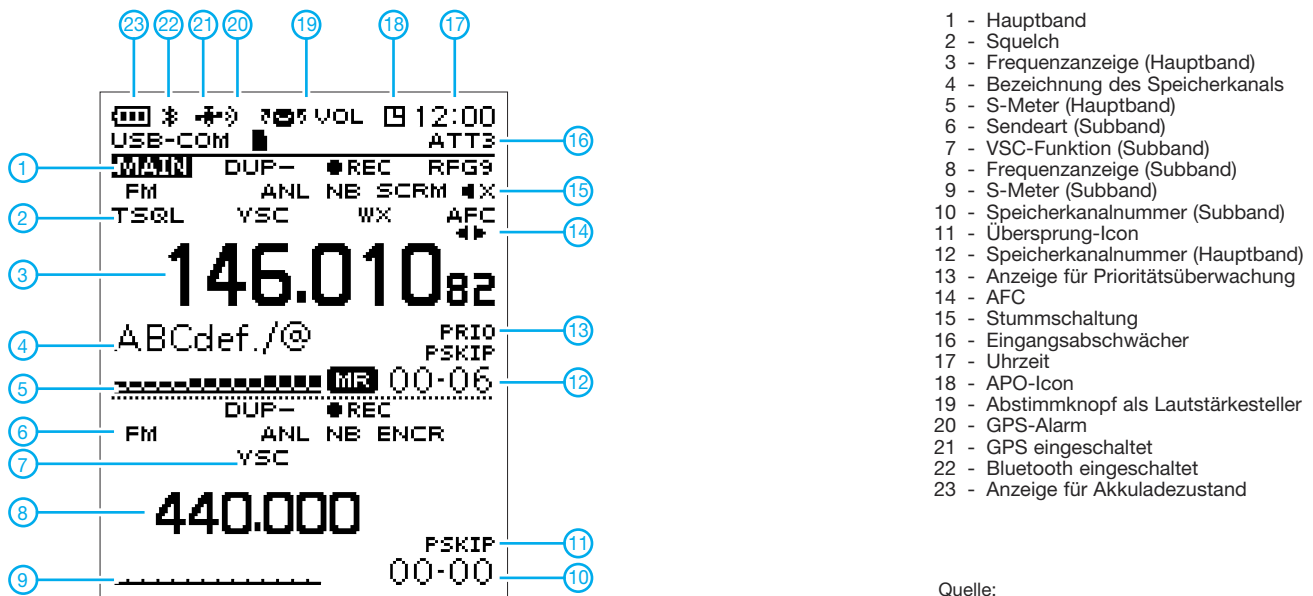 23 22 21 20 19 18 17
VOL 12:00
USB-COM ATT3
16
1 MAIN DUP- REC RFG9
FM ANL NB SCRM X 15
2 TSQL VSC WX AFC
14
3 146.010 82
4 ABCdef./@ PRIO 13
PSKIP
5 MR 00-06 12
DUP- REC
6 FM ANL NB ENCR
7 VSC
8 440.000
PSKIP 11
9 00-00 10
1 - Hauptband
2 - Squelch
3 - Frequenzanzeige (Hauptband)
4 - Bezeichnung des Speicherkanals
5 - S-Meter (Hauptband)
6 - Sendeart (Subband)
7 - VSC-Funktion (Subband)
8 - Frequenzanzeige (Subband)
9 - S-Meter (Subband)
10 - Speicherkanalnummer (Subband)
11 - Übersprung-Icon
12 - Speicherkanalnummer (Hauptband)
13 - Anzeige für Prioritätsüberwachung
14 - AFC
15 - Stummschaltung
16 - Eingangsabschwächer
17 - Uhrzeit
18 - APO-Icon
19 - Abstimmknopf als Lautstärkesteller
20 - GPS-Alarm
21 - GPS eingeschaltet
22 - Bluetooth eingeschaltet
23 - Anzeige für Akkuladezustand
Quelle: